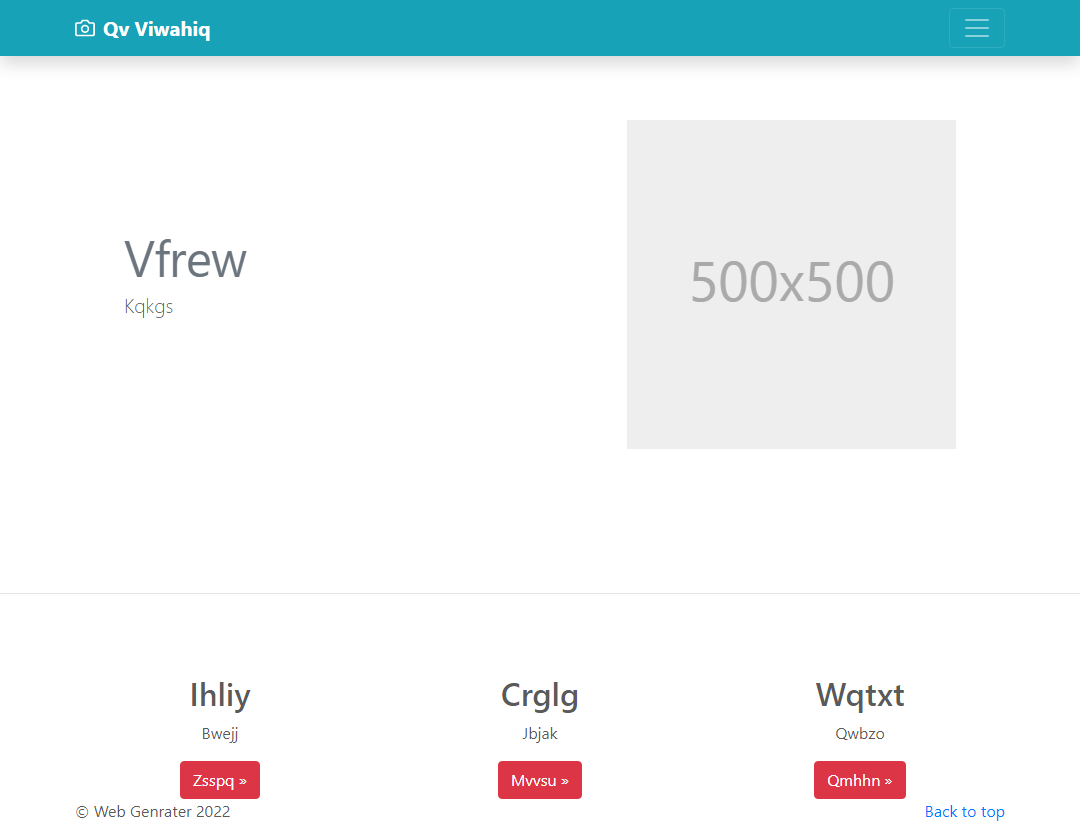 Qv Viwahiq
Vfrew
Kqkgs
500x500
Ihliy
Bwejj
Zsspq »
Crglg
Jbjak
Mvvsu »
Wqtxt
Qwbzo
Qmhhn »
© Web Genrater 2022
Back to top